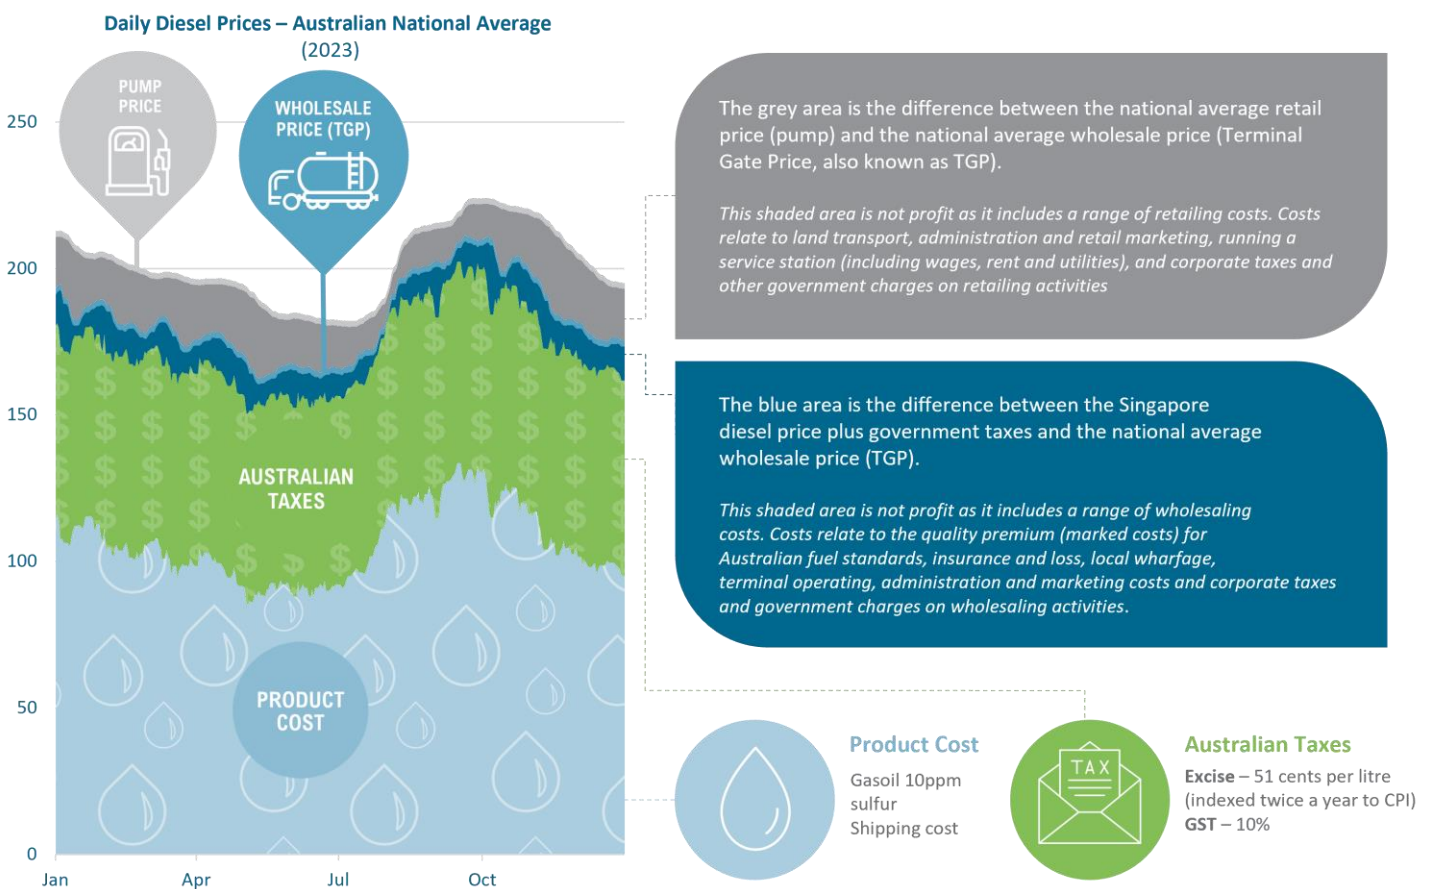 Daily Diesel Prices – Australian National Average
(2023)
PUMP
PRICE
WHOLESALE
PRICE (TGP)
250
200
150
100
50
0
Jan
Apr
Jul
Oct
AUSTRALIAN
TAXES
PRODUCT
COST
The grey area is the difference between the national average retail
price (pump) and the national average wholesale price (Terminal
Gate Price, also known as TGP).
This shaded area is not profit as it includes a range of retailing costs. Costs
relate to land transport, administration and retail marketing, running a
service station (including wages, rent and utilities), and corporate taxes and
other government charges on retailing activities
The blue area is the difference between the Singapore
diesel price plus government taxes and the national average
wholesale price (TGP).
This shaded area is not profit as it includes a range of wholesaling
costs. Costs relate to the quality premium (marked costs) for
Australian fuel standards, insurance and loss, local wharfage,
terminal operating, administration and marketing costs and corporate taxes
and government charges on wholesaling activities.
Product Cost
Gasoil 10ppm
sulfur
Shipping cost
TAX
Australian Taxes
Excise – 51 cents per litre
(indexed twice a year to CPI)
GST – 10%